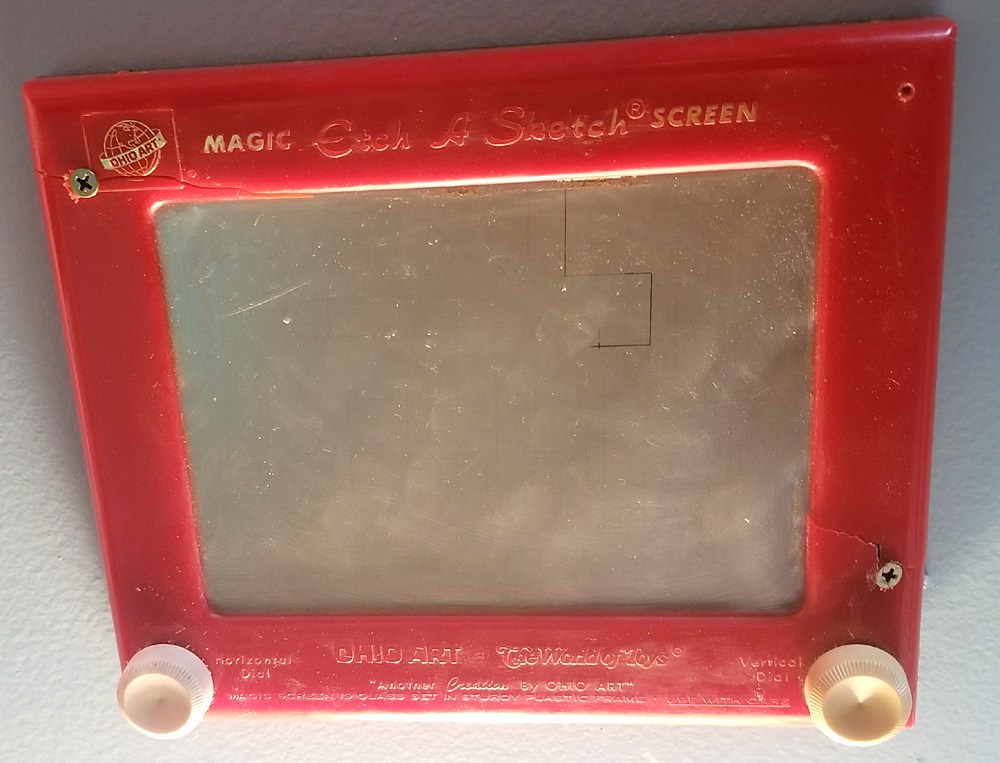 OHIO ART
MAGIC Etch A Sketch® SCREEN
Horizontal
Dial
OHIO ART The World of Toys®
Vertical
Dial
"Another Creation By OHIO ART"
MAGIC SCREEN IS GLASS SET IN STURDY PLASTIC FRAME USE WITH CARE